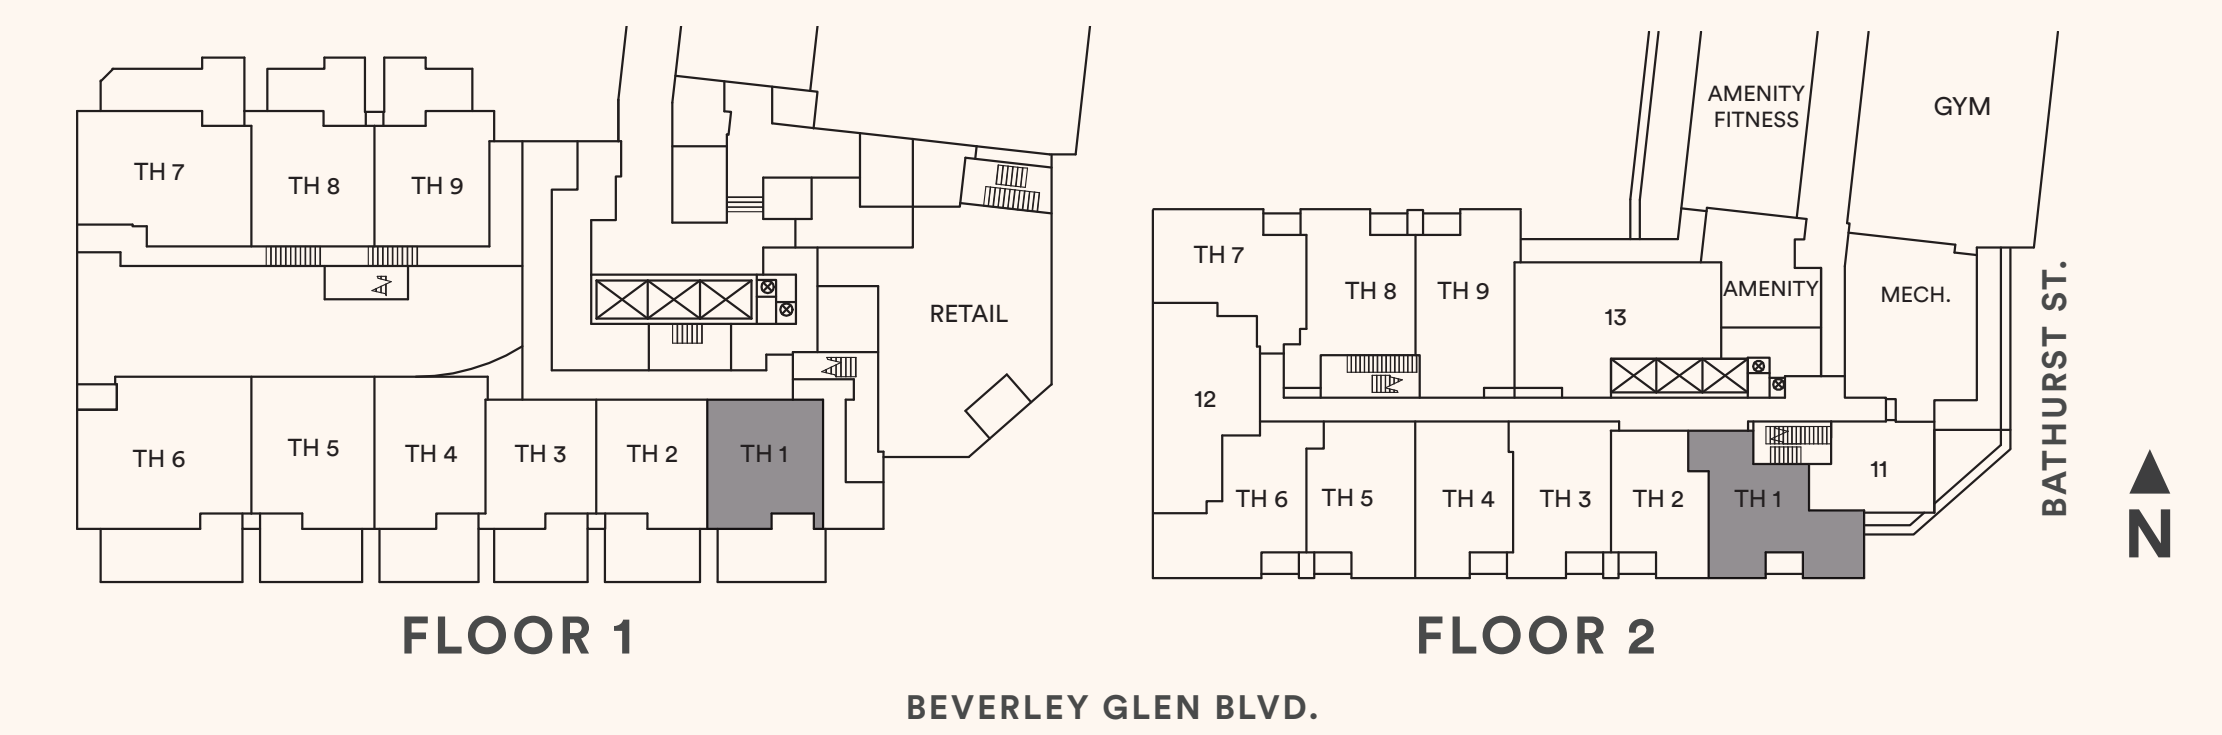 TH 7
TH 8
TH 9
RETAIL
TH 6
TH 5
TH 4
TH 3
TH 2
TH 1
FLOOR 1
AMENITY
FITNESS
GYM
TH 7
TH 8
TH 9
13
AMENITY
MECH.
12
11
TH 6
TH 5
TH 4
TH 3
TH 2
TH 1
FLOOR 2
BATHURST ST.
N
BEVERLEY GLEN BLVD.